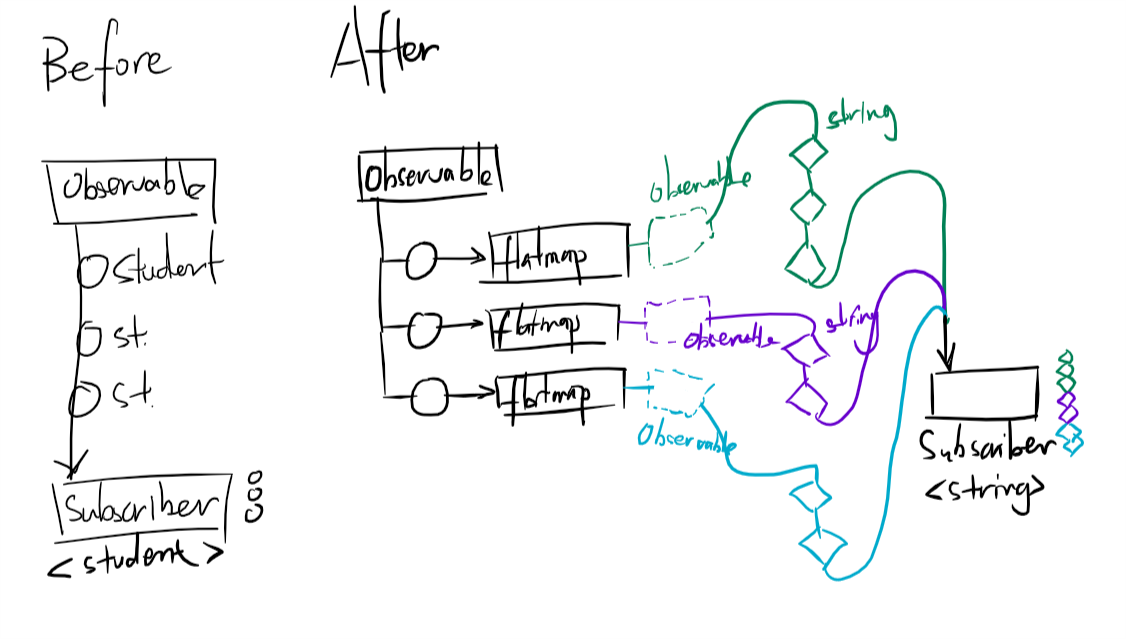 Before
Observable
student
st.
st.
Subscriber
<student>
After
Observable
flatmap
observable
string
flatmap
observable
string
flatmap
Observable
Subscriber
<string>